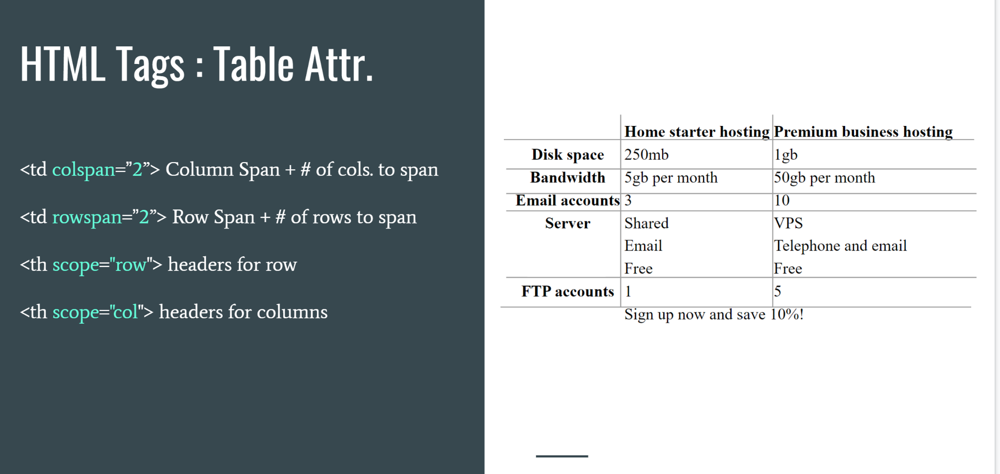 HTML Tags : Table Attr.
<td colspan=”2”> Column Span + # of cols. to span
<td rowspan=”2”> Row Span + # of rows to span
<th scope="row"> headers for row
<th scope="col"> headers for columns
Home starter hosting Premium business hosting
Disk space 250mb 1gb
Bandwidth 5gb per month 50gb per month
Email accounts 3 10
Server Shared VPS
Email Telephone and email
Free Free
FTP accounts 1 5
Sign up now and save 10%!